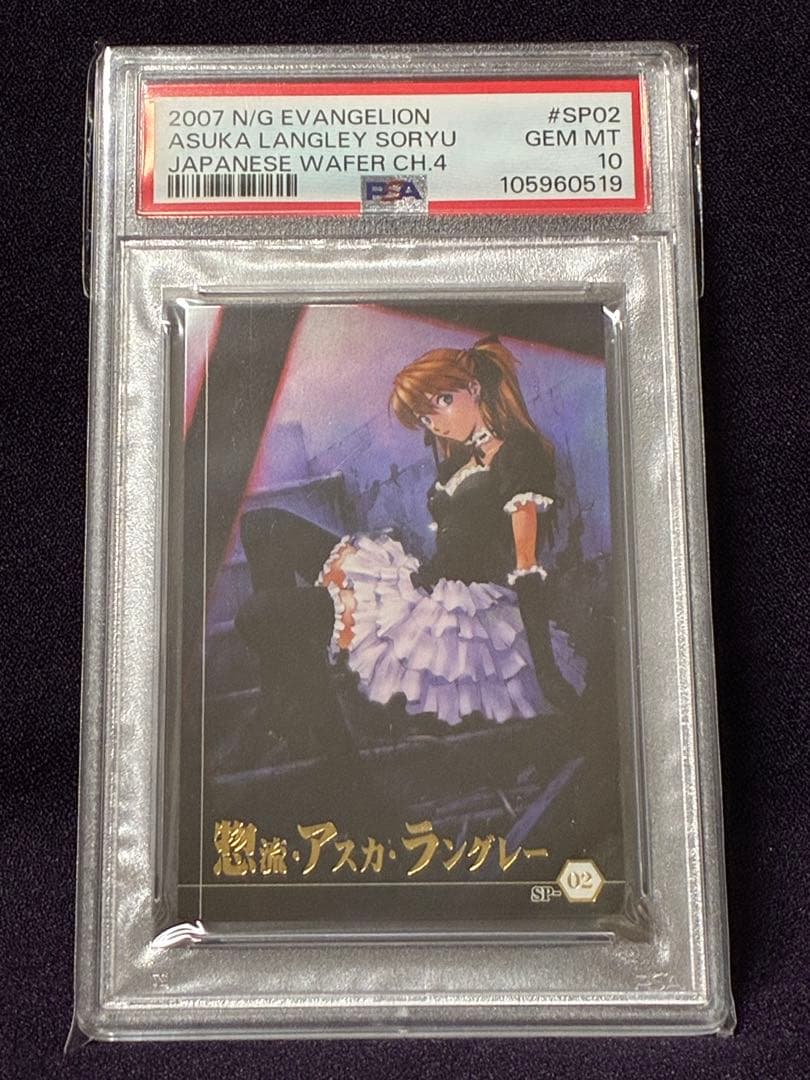 2007 N/G EVANGELION #SP02
ASUKA LANGLEY SORYU GEM MT
JAPANESE WAFER CH.4 10
PSA 105960519
惣流・アスカ・ラングレー
SP-02
PSA